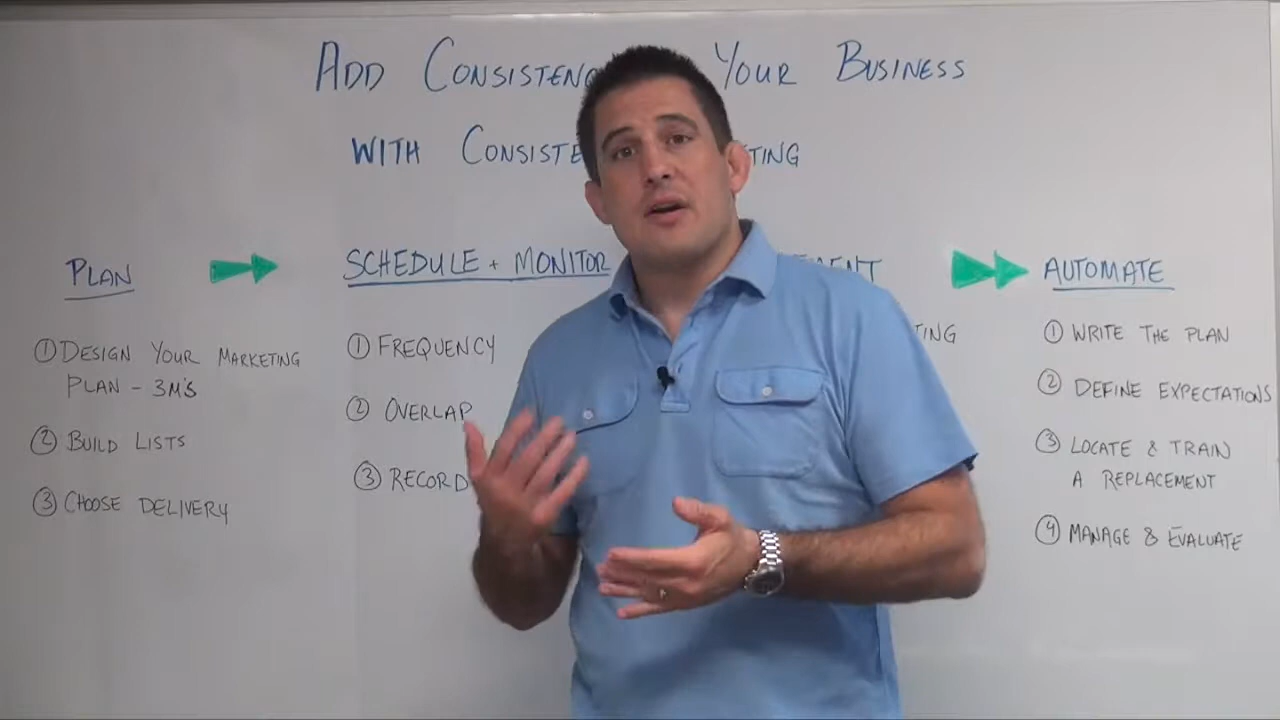 ADD CONSISTENC YOUR BUSINESS
WITH CONSISTE TING
PLAN
① DESIGN YOUR MARKETING
PLAN - 3M'S
② BUILD LISTS
③ CHOOSE DELIVERY
SCHEDULE + MONITOR
① FREQUENCY
② OVERLAP
③ RECORD
EMENT
TING
AUTOMATE
① WRITE THE PLAN
② DEFINE EXPECTATIONS
③ LOCATE & TRAIN
A REPLACEMENT
④ MANAGE & EVALUATE